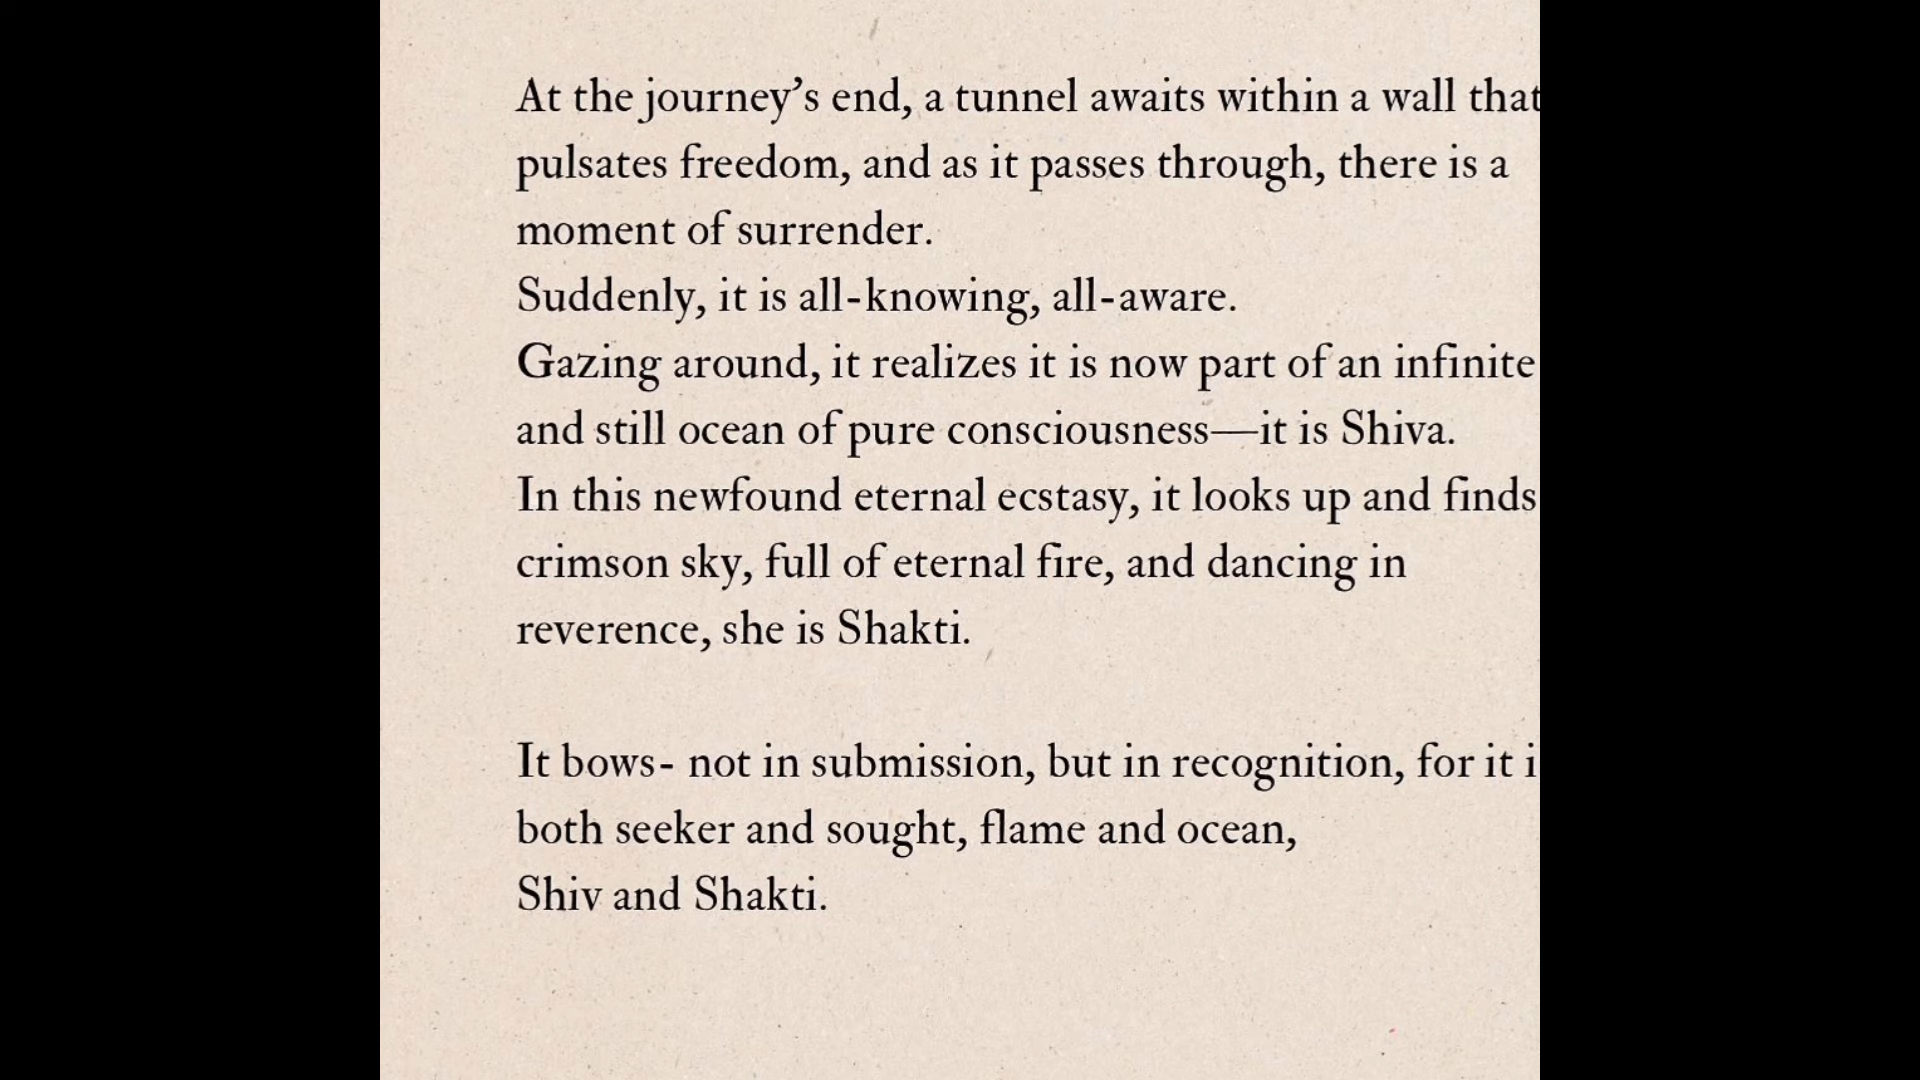 At the journey’s end, a tunnel awaits within a wall that
pulsates freedom, and as it passes through, there is a
moment of surrender.
Suddenly, it is all-knowing, all-aware.
Gazing around, it realizes it is now part of an infinite
and still ocean of pure consciousness—it is Shiva.
In this newfound eternal ecstasy, it looks up and finds
crimson sky, full of eternal fire, and dancing in
reverence, she is Shakti.
It bows- not in submission, but in recognition, for it i
both seeker and sought, flame and ocean,
Shiv and Shakti.